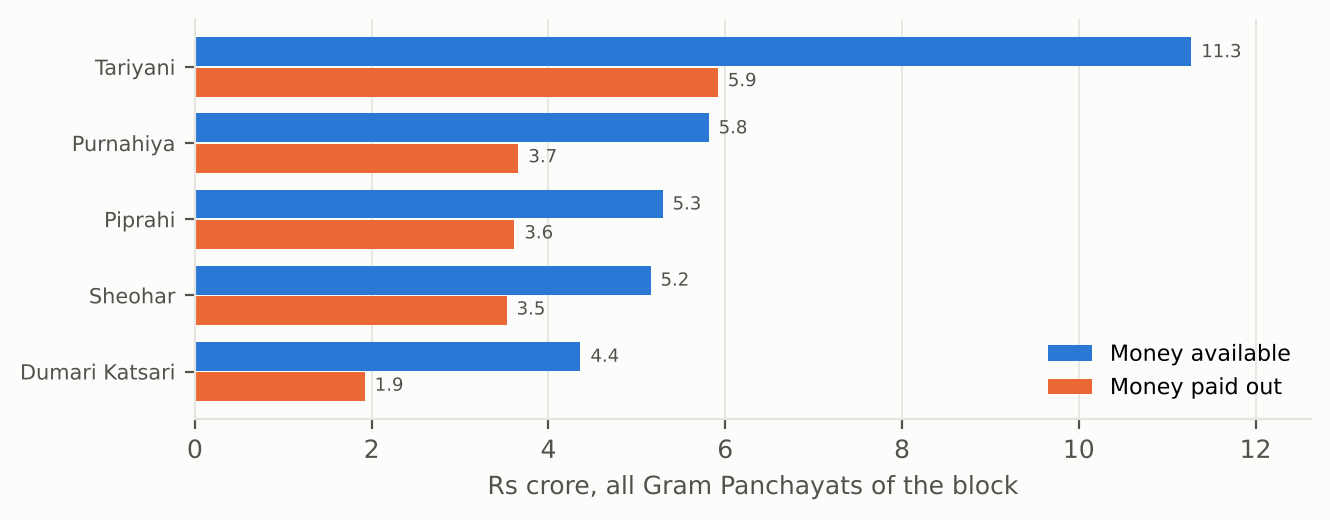 Tariyani
11.3
5.9
Purnahiya
5.8
3.7
Piprahi
5.3
3.6
Sheohar
5.2
3.5
Dumari Katsari
4.4
1.9
Money available
Money paid out
0 2 4 6 8 10 12
Rs crore, all Gram Panchayats of the block